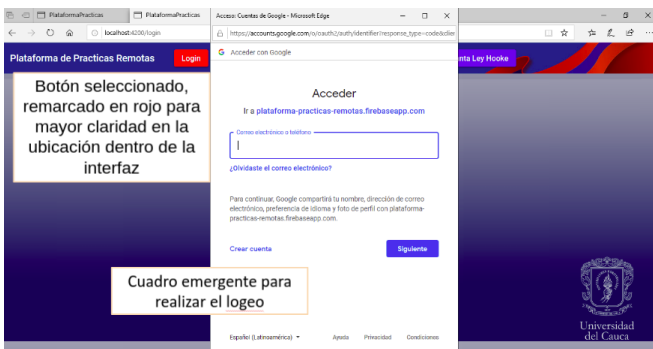 PlataformaPracticas
PlataformaPracticas
Acceso: Cuentas de Google - Microsoft Edge
localhost:4200/login
https://accounts.google.com/o/oauth2/auth/identifier?response_type=code&clien
Plataforma de Practicas Remotas
Login
nta Ley Hooke
Acceder con Google
Botón seleccionado,
remarcado en rojo para
mayor claridad en la
ubicación dentro de la
interfaz
Acceder
Ir a plataforma-practicas-remotas.firebaseapp.com
Correo electrónico o teléfono
¿Olvidaste el correo electrónico?
Para continuar, Google compartirá tu nombre, dirección de correo
electrónico, preferencia de idioma y foto de perfil con plataforma-
practicas-remotas.firebaseapp.com.
Crear cuenta
Siguiente
Cuadro emergente para
realizar el logeo
Español (Latinoamérica)
Ayuda
Privacidad
Condiciones
Universidad
del Cauca